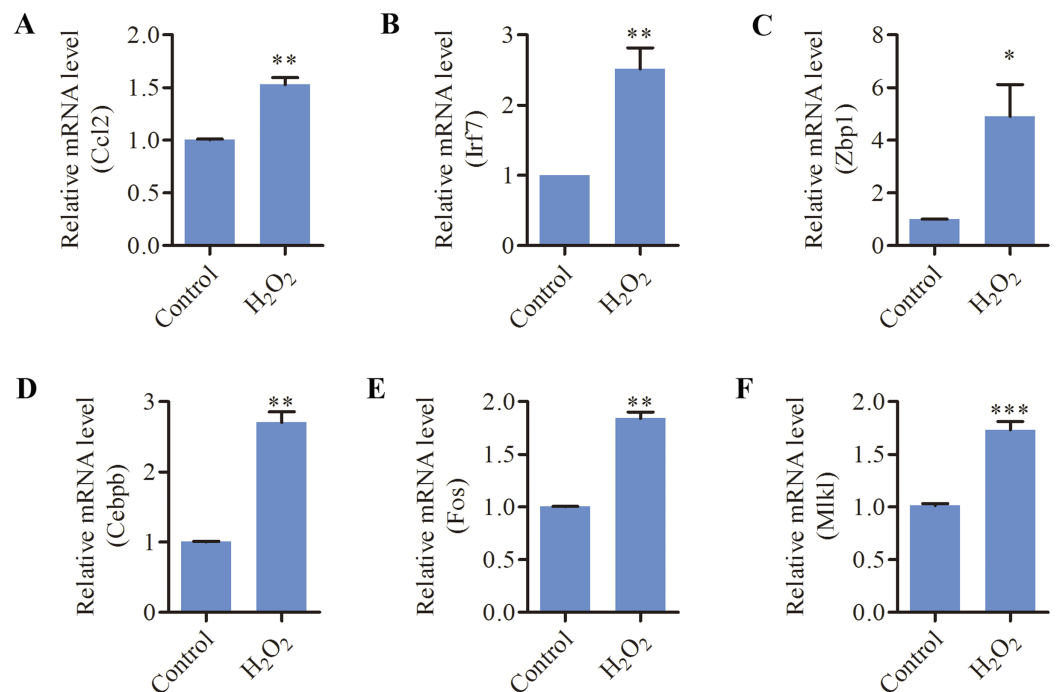 A
Relative mRNA level
(Ccl2)
2.0
1.5
1.0
0.5
0.0
**
Control
H₂O₂
B
Relative mRNA level
(Irf7)
3
2
1
0
**
Control
H₂O₂
C
Relative mRNA level
(Zbp1)
8
6
4
2
0
*
Control
H₂O₂
D
Relative mRNA level
(Cebpb)
3
2
1
0
**
Control
H₂O₂
E
Relative mRNA level
(Fos)
2.0
1.5
1.0
0.5
0.0
**
Control
H₂O₂
F
Relative mRNA level
(Mlkl)
2.0
1.5
1.0
0.5
0.0
***
Control
H₂O₂